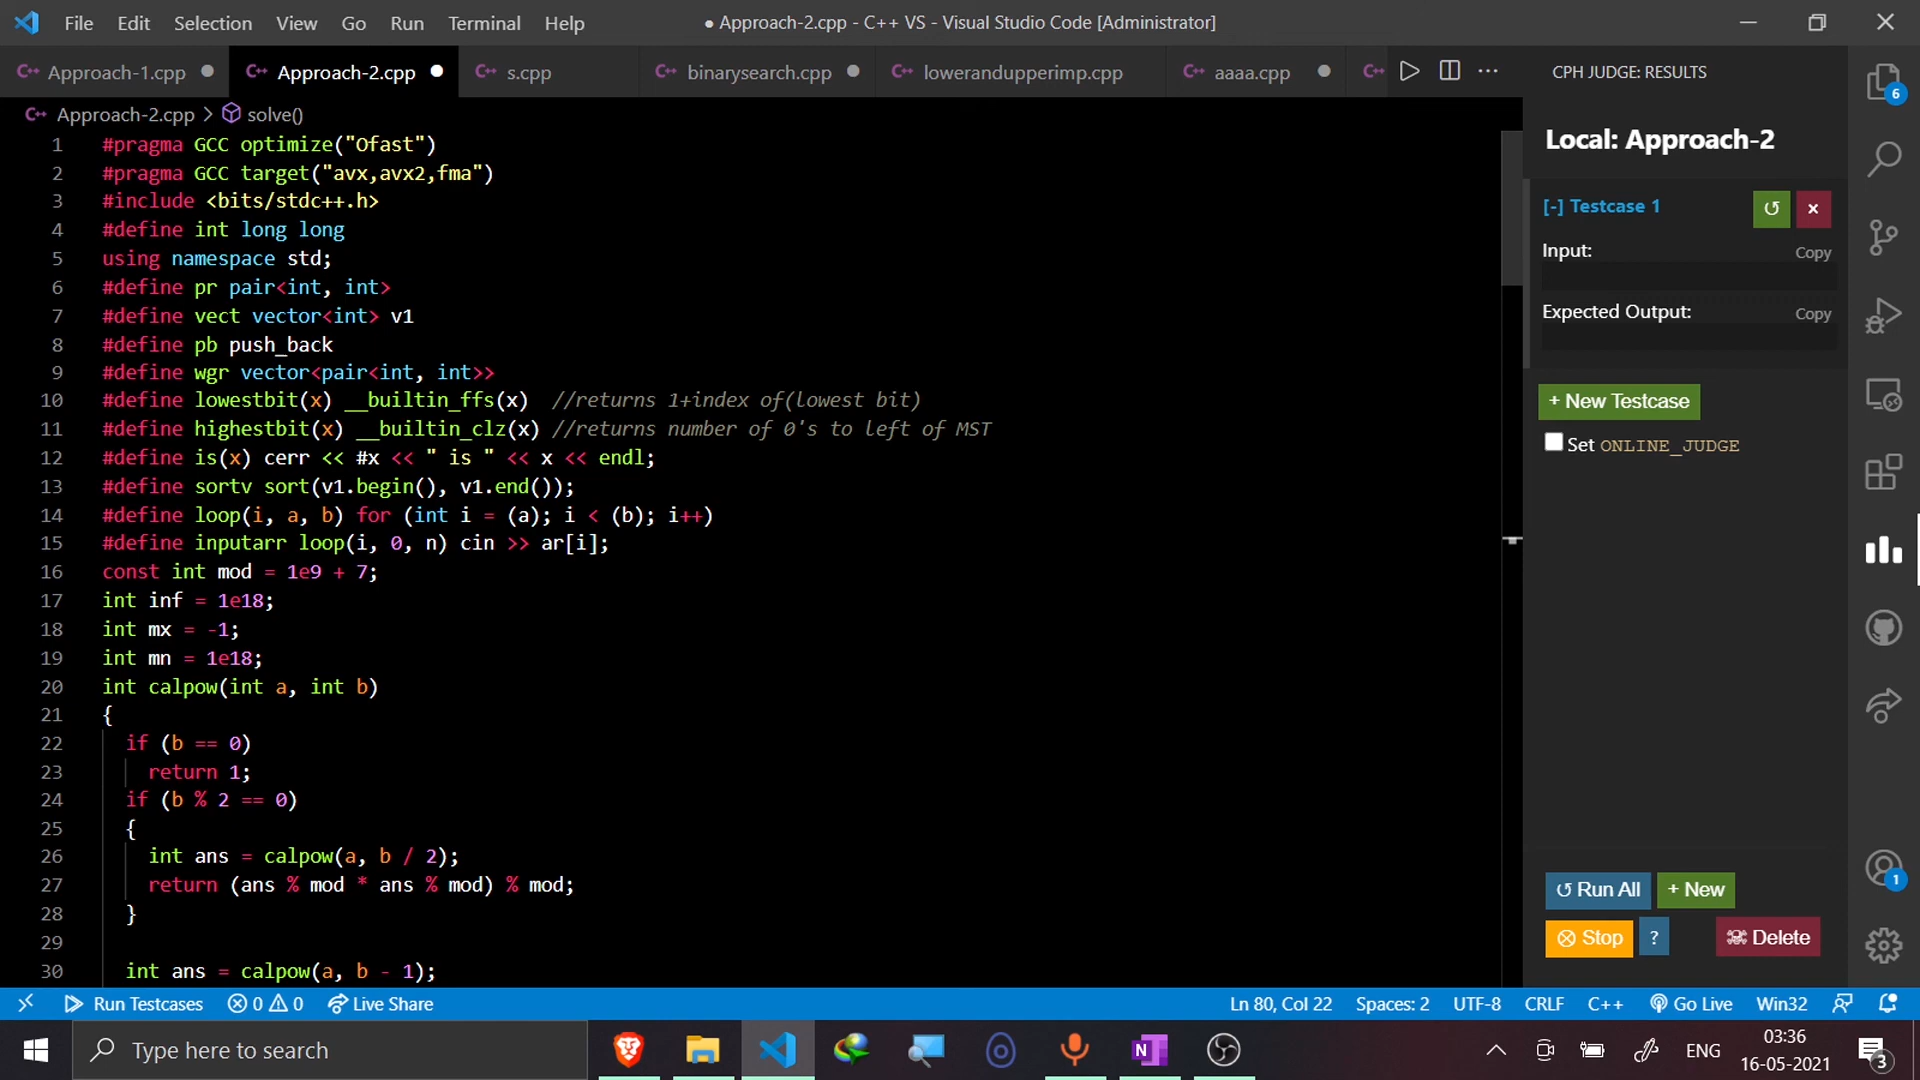 File Edit Selection View Go Run Terminal Help
● Approach-2.cpp - C++ VS - Visual Studio Code [Administrator]
Approach-1.cpp Approach-2.cpp s.cpp binarysearch.cpp lowerandupperimp.cpp aaaa.cpp
CPH JUDGE: RESULTS
Approach-2.cpp > solve()
1 #pragma GCC optimize("Ofast")
2 #pragma GCC target("avx,avx2,fma")
3 #include <bits/stdc++.h>
4 #define int long long
5 using namespace std;
6 #define pr pair<int, int>
7 #define vect vector<int> v1
8 #define pb push_back
9 #define wgr vector<pair<int, int>>
10 #define lowestbit(x) __builtin_ffs(x)  //returns 1+index of(lowest bit)
11 #define highestbit(x) __builtin_clz(x) //returns number of 0's to left of MST
12 #define is(x) cerr << #x << " is " << x << endl;
13 #define sortv sort(v1.begin(), v1.end());
14 #define loop(i, a, b) for (int i = (a); i < (b); i++)
15 #define inputarr loop(i, 0, n) cin >> ar[i];
16 const int mod = 1e9 + 7;
17 int inf = 1e18;
18 int mx = -1;
19 int mn = 1e18;
20 int calpow(int a, int b)
21 {
22   if (b == 0)
23     return 1;
24   if (b % 2 == 0)
25   {
26     int ans = calpow(a, b / 2);
27     return (ans % mod * ans % mod) % mod;
28   }
29
30   int ans = calpow(a, b - 1);
Local: Approach-2
[-] Testcase 1 ↺ ×
Input: Copy
Expected Output: Copy
+ New Testcase
Set ONLINE_JUDGE
↺ Run All + New
Stop ? Delete
6
1
Run Testcases 0 0 Live Share Ln 80, Col 22 Spaces: 2 UTF-8 CRLF C++ Go Live Win32
Type here to search
N
ENG
03:36
16-05-2021
3